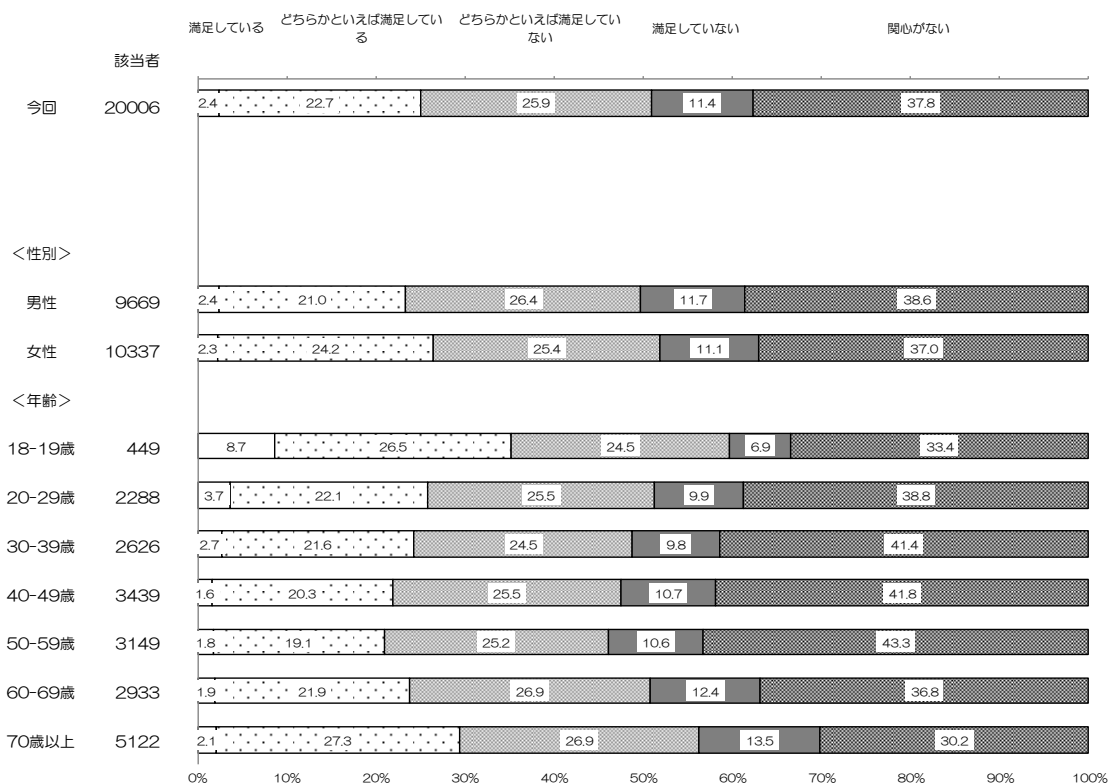 満足している どちらかといえば満足してい
る どちらかといえば満足してい
ない 満足していない 関心がない
該当者
今回 20006 2.4 22.7 25.9 11.4 37.8
＜性別＞
男性 9669 2.4 21.0 26.4 11.7 38.6
女性 10337 2.3 24.2 25.4 11.1 37.0
＜年齢＞
18-19歳 449 8.7 26.5 24.5 6.9 33.4
20-29歳 2288 3.7 22.1 25.5 9.9 38.8
30-39歳 2626 2.7 21.6 24.5 9.8 41.4
40-49歳 3439 1.6 20.3 25.5 10.7 41.8
50-59歳 3149 1.8 19.1 25.2 10.6 43.3
60-69歳 2933 1.9 21.9 26.9 12.4 36.8
70歳以上 5122 2.1 27.3 26.9 13.5 30.2
0% 10% 20% 30% 40% 50% 60% 70% 80% 90% 100%